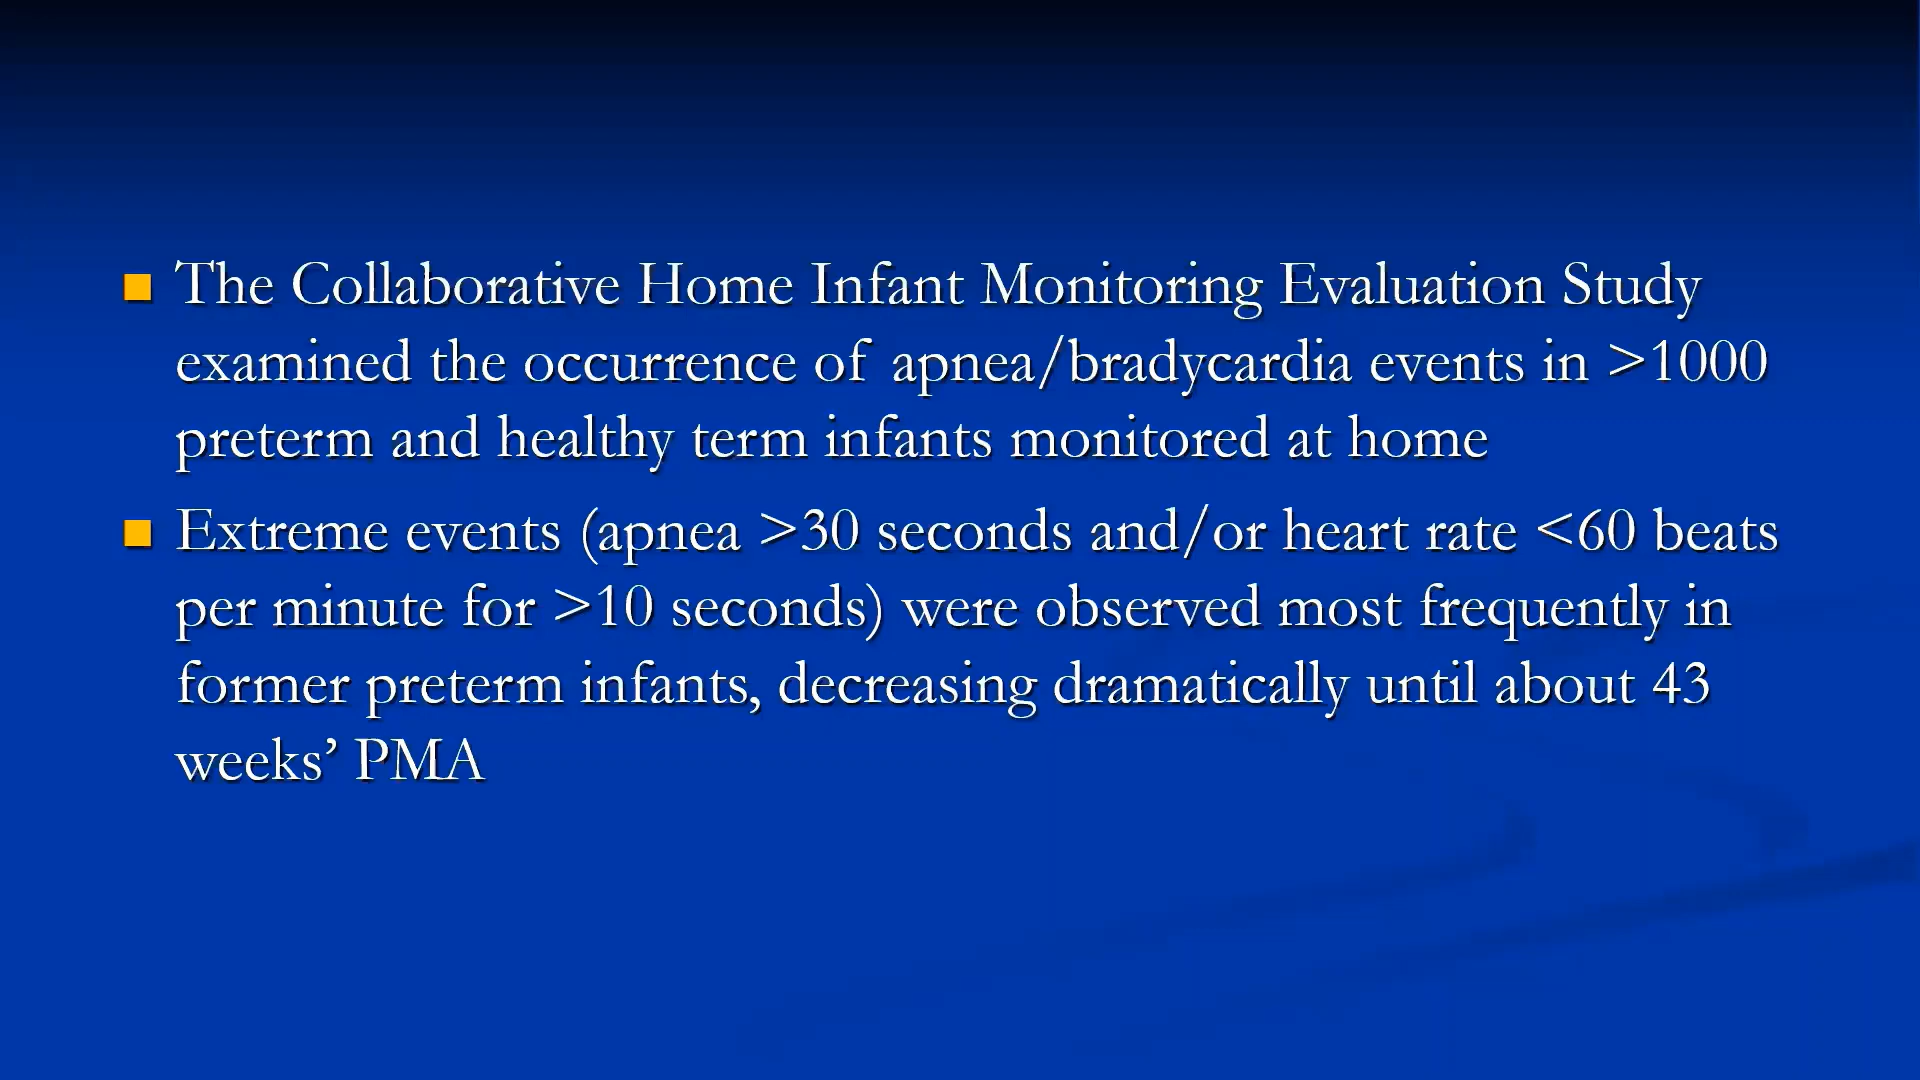 The Collaborative Home Infant Monitoring Evaluation Study
examined the occurrence of apnea/bradycardia events in >1000
preterm and healthy term infants monitored at home
Extreme events (apnea >30 seconds and/or heart rate <60 beats
per minute for >10 seconds) were observed most frequently in
former preterm infants, decreasing dramatically until about 43
weeks’ PMA